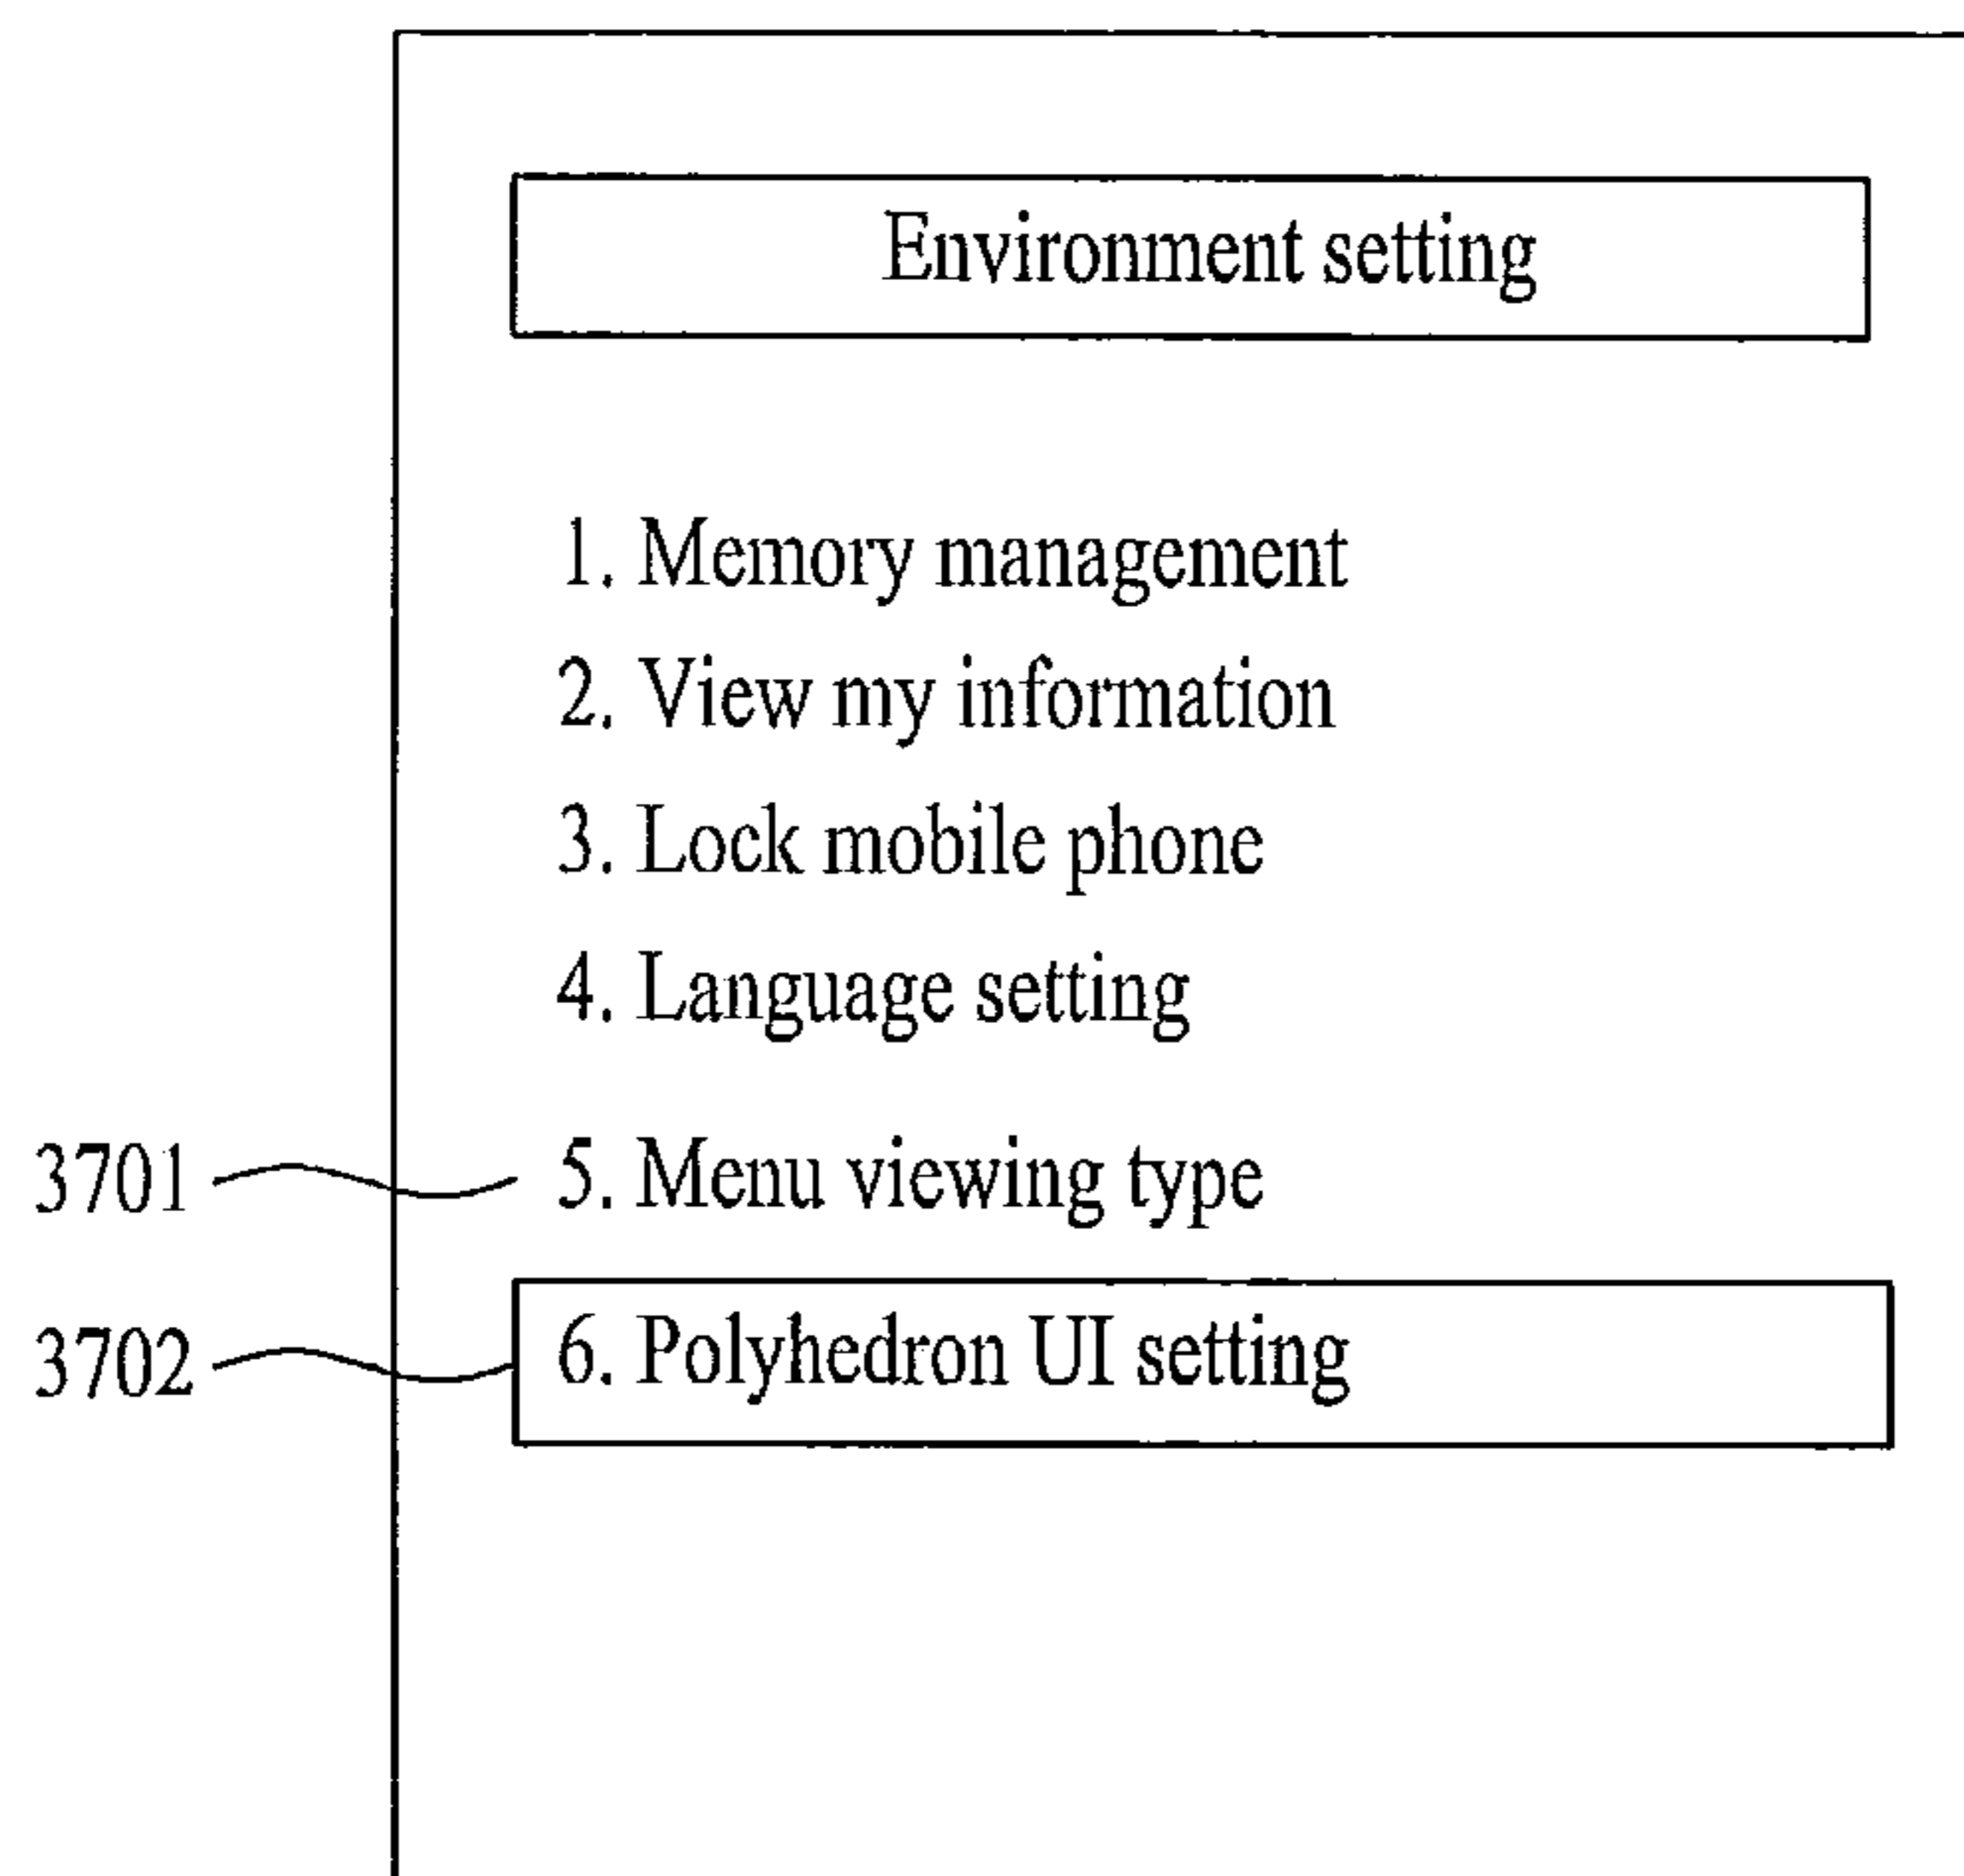 Environment setting
1. Memory management
2. View my information
3. Lock mobile phone
4. Language setting
3701 5. Menu viewing type
3702 6. Polyhedron UI setting